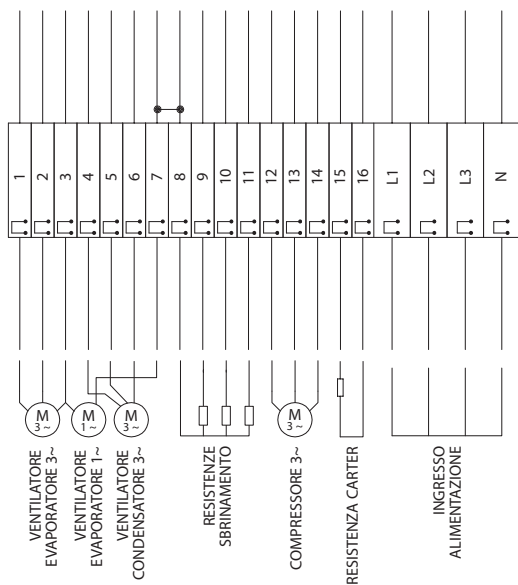 1
2
3
4
5
6
7
8
9
10
11
12
13
14
15
16
L1
L2
L3
N
M
3 ~
M
1 ~
M
3 ~
M
3 ~
VENTILATORE
EVAPORATORE 3~
VENTILATORE
EVAPORATORE 1~
VENTILATORE
CONDENSATORE 3~
RESISTENZE
SBRINAMENTO
COMPRESSORE 3~
RESISTENZA CARTER
INGRESSO
ALIMENTAZIONE